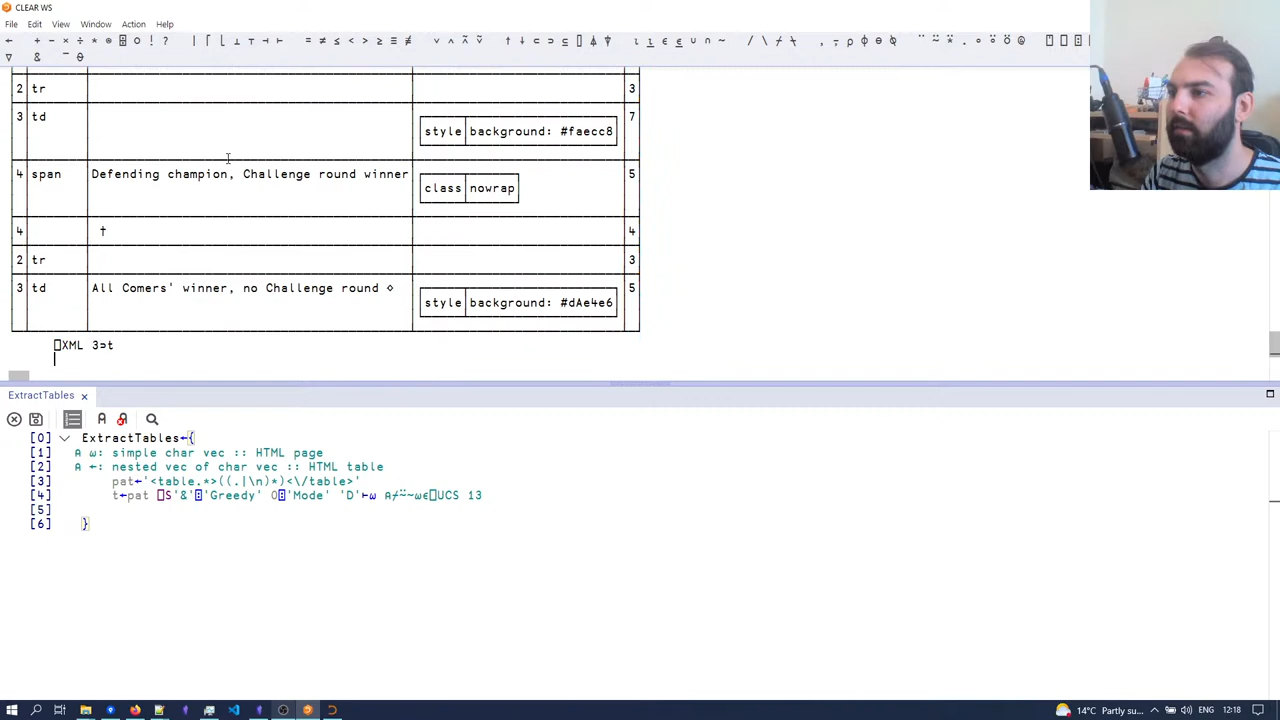 CLEAR WS
File Edit View Window Action Help
← + - × ÷ * ⍟ ⌹ ○ ! ? | ⌈ ⌊ ⊥ ⊤ ⊣ ⊢ = ≠ ≤ < > ≥ ≡ ≢ ∨ ∧ ⍱ ⍲ ↑ ↓ ⊂ ⊃ ⊆ ⌷ ⍋ ⍒ ⍳ ⍸ ∊ ⍷ ∪ ∩ ~ / \ ⌿ ⍀ , ⍪ ⍴ ⌽ ⊖ ⍉ ¨ ⍨ ⍣ . ∘ ⍤ ⍥ @
∇ & ¯ ⍬
2 tr 3
3 td style background: #faecc8 7
4 span Defending champion, Challenge round winner class nowrap 5
4 † 4
2 tr 3
3 td All Comers' winner, no Challenge round ⋄ style background: #dAe4e6 5
⎕XML 3⊃t
ExtractTables
[0] ExtractTables←{
[1] ⍝ ⍵: simple char vec :: HTML page
[2] ⍝ ←: nested vec of char vec :: HTML table
[3] pat←'<table.*>((.|\n)*)<\/table>'
[4] t←pat ⎕S'&'⍠'Greedy' 0⍠'Mode' 'D'⊢⍵ ⍝⌿⍨~⍵∊⎕UCS 13
[5]
[6] }
14°C Partly su... ENG 12:18